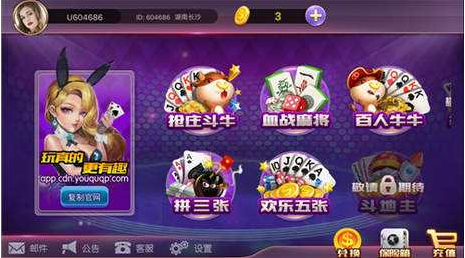 U604686
ID: 604686 湖南长沙
3
抢庄斗牛
血战麻将
百人牛牛
玩真的
更有趣
app.cdn.youquqp.com
复制官网
拼三张
欢乐五张
敬请期待
斗地主
邮件
公告
客服
设置
兑换
保险箱
充值